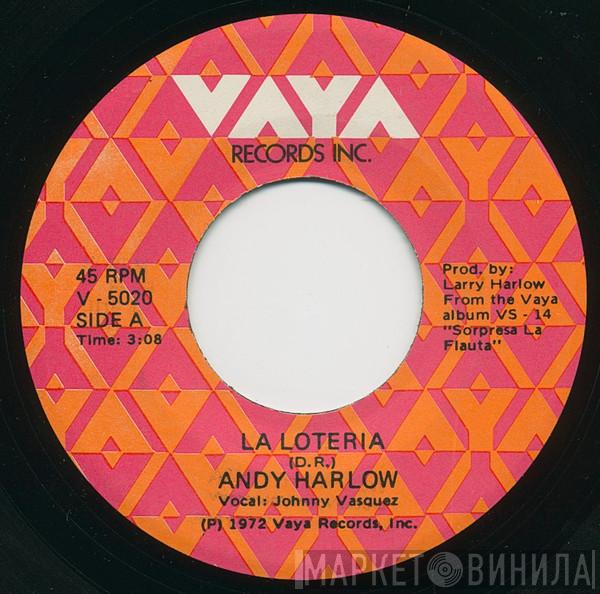 VAYA
RECORDS INC.
45 RPM
V - 5020
SIDE A
Time: 3:08
Prod. by:
Larry Harlow
From the Vaya
album VS - 14
"Sorpresa La
Flauta"
LA LOTERIA
(D.R.)
ANDY HARLOW
Vocal: Johnny Vasquez
(P) 1972 Vaya Records, Inc.
МАРКЕТ ВИНИЛА